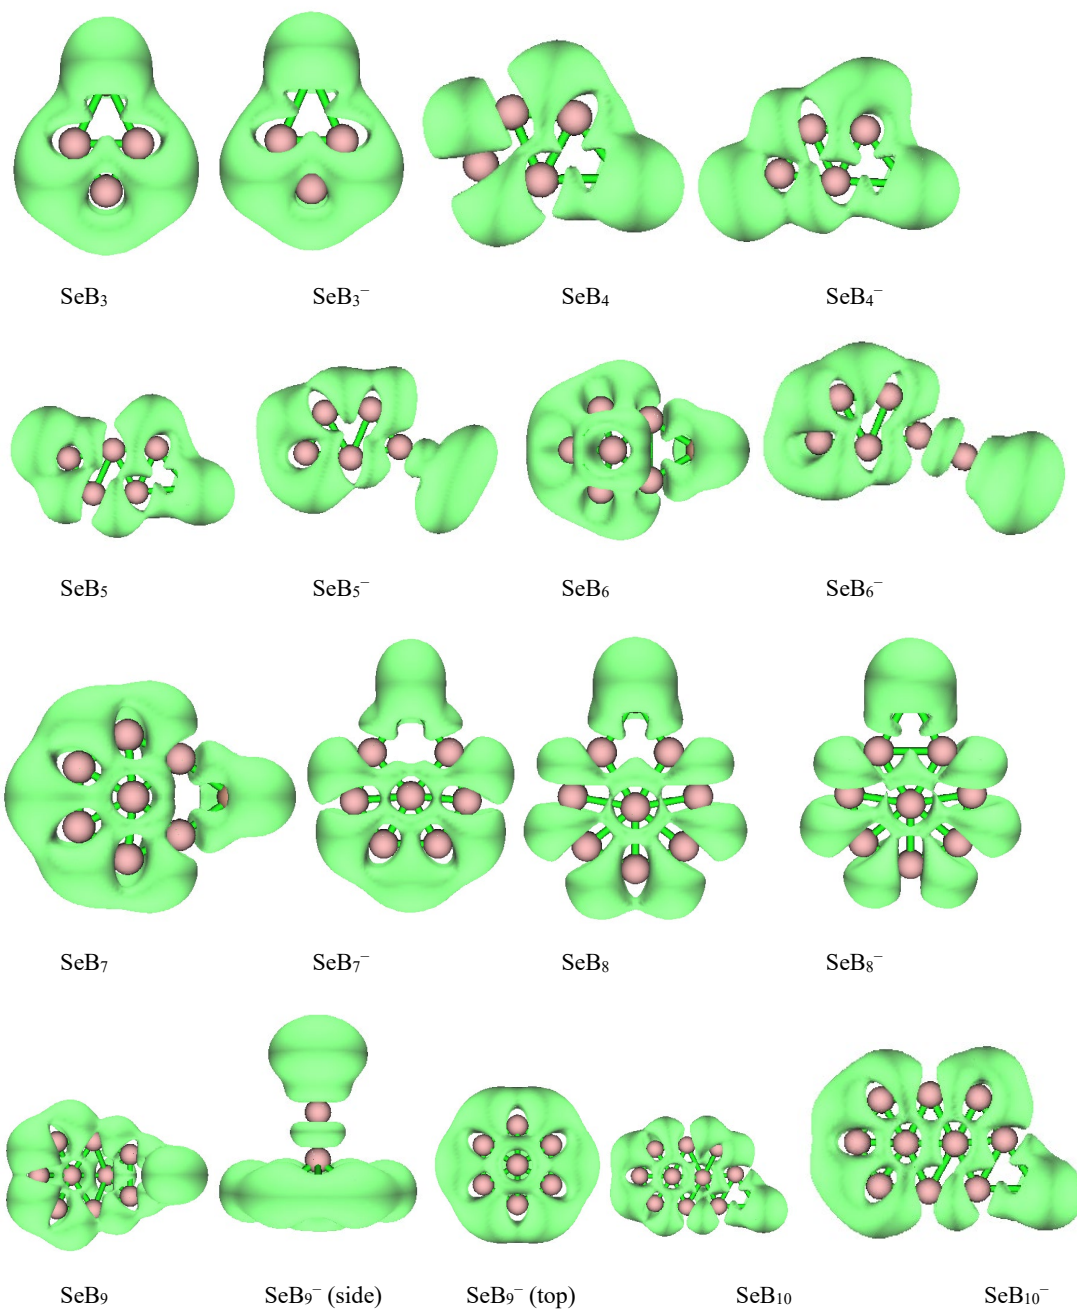 SeB₃ SeB₃⁻ SeB₄ SeB₄⁻
SeB₅ SeB₅⁻ SeB₆ SeB₆⁻
SeB₇ SeB₇⁻ SeB₈ SeB₈⁻
SeB₉ SeB₉⁻ (side) SeB₉⁻ (top) SeB₁₀ SeB₁₀⁻